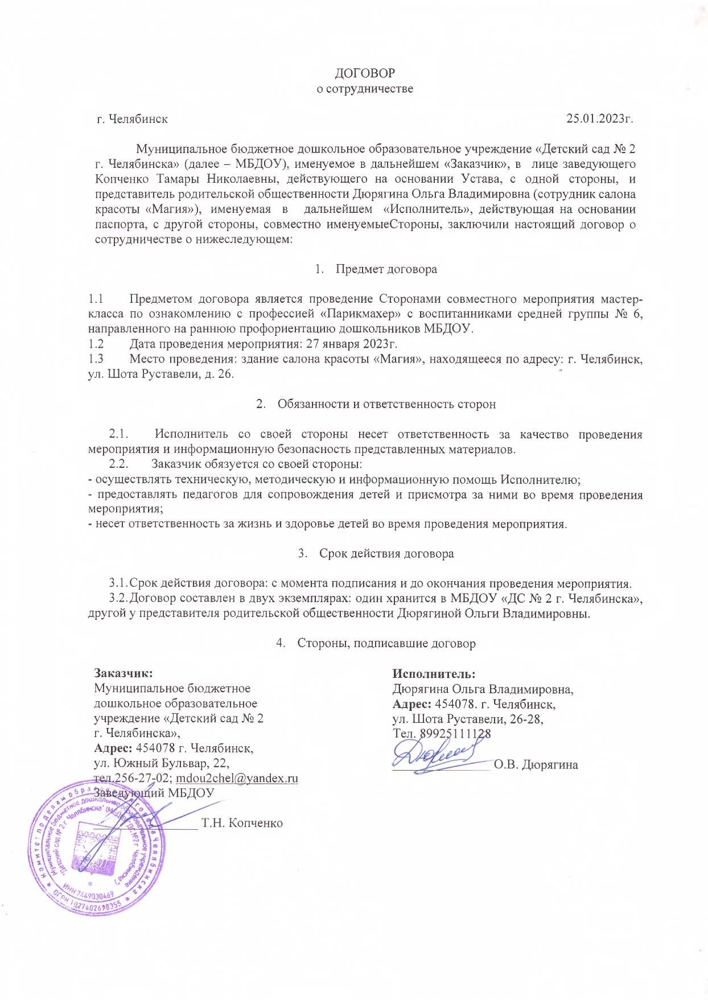 ДОГОВОР
о сотрудничестве
г. Челябинск 25.01.2023г.
Муниципальное бюджетное дошкольное образовательное учреждение «Детский сад № 2
г. Челябинска» (далее – МБДОУ), именуемое в дальнейшем «Заказчик», в лице заведующего
Копченко Тамары Николаевны, действующего на основании Устава, с одной стороны, и
представитель родительской общественности Дюрягина Ольга Владимировна (сотрудник салона
красоты «Магия»), именуемая в дальнейшем «Исполнитель», действующая на основании
паспорта, с другой стороны, совместно именуемыеСтороны, заключили настоящий договор о
сотрудничестве о нижеследующем:
1. Предмет договора
1.1 Предметом договора является проведение Сторонами совместного мероприятия мастер-
класса по ознакомлению с профессией «Парикмахер» с воспитанниками средней группы № 6,
направленного на раннюю профориентацию дошкольников МБДОУ.
1.2 Дата проведения мероприятия: 27 января 2023г.
1.3 Место проведения: здание салона красоты «Магия», находящееся по адресу: г. Челябинск,
ул. Шота Руставели, д. 26.
2. Обязанности и ответственность сторон
2.1. Исполнитель со своей стороны несет ответственность за качество проведения
мероприятия и информационную безопасность представленных материалов.
2.2. Заказчик обязуется со своей стороны:
- осуществлять техническую, методическую и информационную помощь Исполнителю;
- предоставлять педагогов для сопровождения детей и присмотра за ними во время проведения
мероприятия;
- несет ответственность за жизнь и здоровье детей во время проведения мероприятия.
3. Срок действия договора
3.1.Срок действия договора: с момента подписания и до окончания проведения мероприятия.
3.2.Договор составлен в двух экземплярах: один хранится в МБДОУ «ДС № 2 г. Челябинска»,
другой у представителя родительской общественности Дюрягиной Ольги Владимировны.
4. Стороны, подписавшие договор
Заказчик:
Муниципальное бюджетное
дошкольное образовательное
учреждение «Детский сад № 2
г. Челябинска»,
Адрес: 454078 г. Челябинск,
ул. Южный Бульвар, 22,
тел.256-27-02; mdou2chel@yandex.ru
Заведующий МБДОУ
Т.Н. Копченко
Исполнитель:
Дюрягина Ольга Владимировна,
Адрес: 454078. г. Челябинск,
ул. Шота Руставели, 26-28,
Тел. 89925111128
О.В. Дюрягина
Комитет по делам образования города Челябинска
Муниципальное бюджетное дошкольное образовательное учреждение
"Детский сад № 2 г. Челябинска" (МБДОУ "ДС № 2 г. Челябинска")
ИНН 7449030469
ОГРН 1027402698355